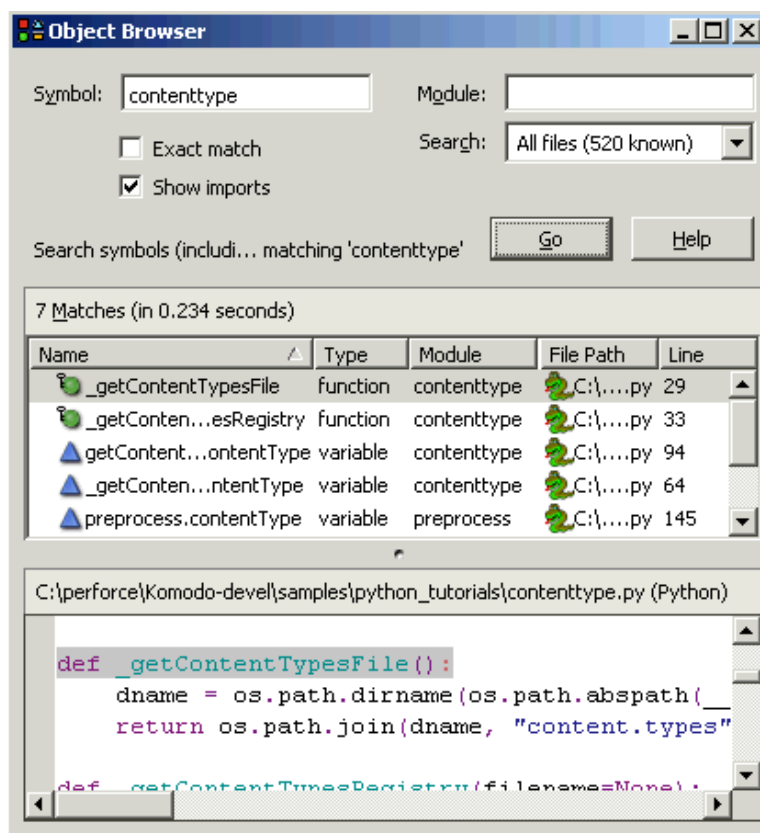 Object Browser
Symbol: contenttype Module:
Exact match Search: All files (520 known)
Show imports
Search symbols (includi... matching 'contenttype' Go Help
7 Matches (in 0.234 seconds)
Name Type Module File Path Line
_getContentTypesFile function contenttype C:\....py 29
_getConten...esRegistry function contenttype C:\....py 33
getContent...ontentType variable contenttype C:\....py 94
_getConten...ntentType variable contenttype C:\....py 64
preprocess.contentType variable preprocess C:\....py 145
C:\perforce\Komodo-devel\samples\python_tutorials\contenttype.py (Python)
def _getContentTypesFile():
dname = os.path.dirname(os.path.abspath(__
return os.path.join(dname, "content.types"
def _getContentTypesRegistry(filename=None):